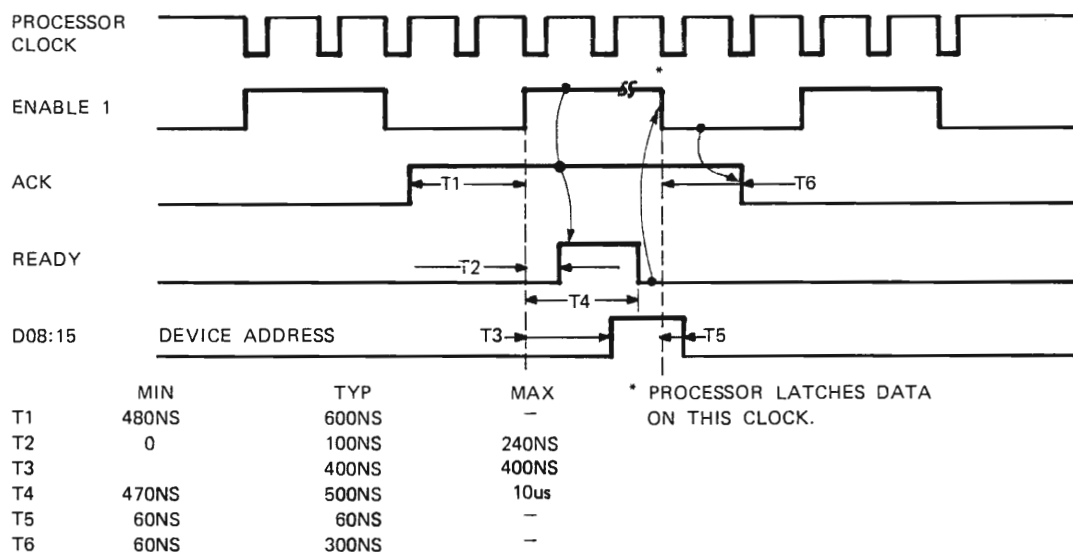 PROCESSOR
CLOCK
*
ENABLE 1
ACK
T1
T6
READY
T2
T4
D08:15 DEVICE ADDRESS T3 T5
MIN TYP MAX * PROCESSOR LATCHES DATA
T1 480NS 600NS – ON THIS CLOCK.
T2 0 100NS 240NS
T3 400NS 400NS
T4 470NS 500NS 10us
T5 60NS 60NS –
T6 60NS 300NS –